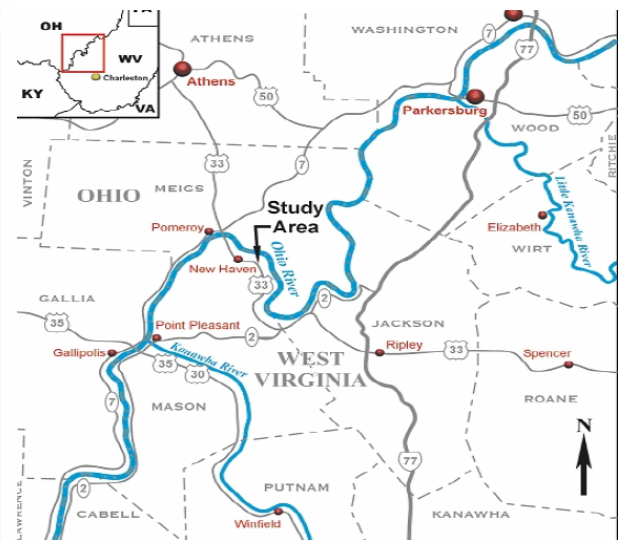 OH
PA
WV
Charleston
KY
VA
ATHENS
WASHINGTON
7
77
Athens
50
Parkersburg
50
WOOD
RITCHIE
33
7
VINTON
OHIO
MEIGS
Study
Area
Little Kanawha River
Elizabeth
WIRT
Pomeroy
New Haven
Ohio River
33
2
GALLIA
35
Point Pleasant
2
JACKSON
Gallipolis
Kanawha River
35
30
WEST
VIRGINIA
Ripley
33
Spencer
7
MASON
ROANE
N
77
2
PUTNAM
LAWRENCE
CABELL
Winfield
KANAWHA